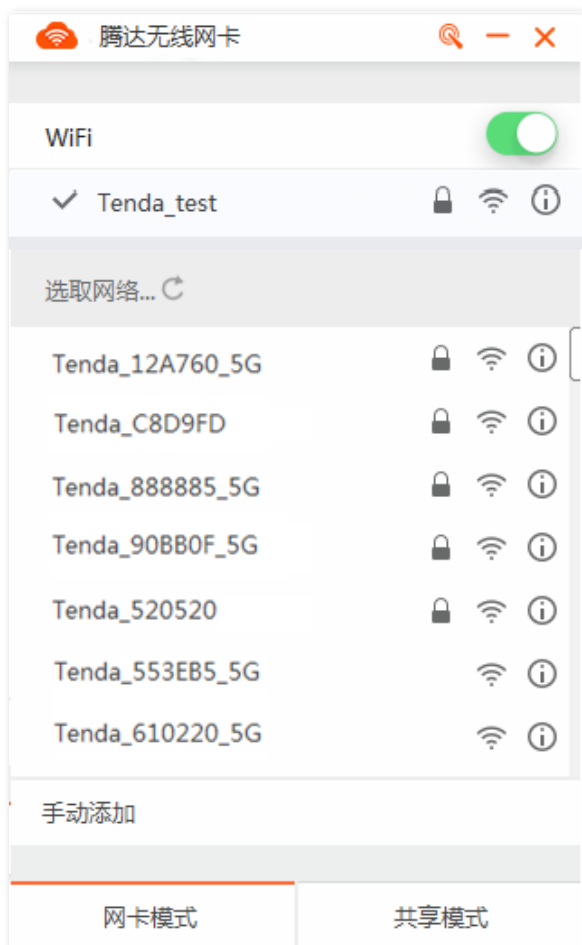 腾达无线网卡
WiFi
Tenda_test
选取网络...
Tenda_12A760_5G
Tenda_C8D9FD
Tenda_888885_5G
Tenda_90BB0F_5G
Tenda_520520
Tenda_553EB5_5G
Tenda_610220_5G
手动添加
网卡模式 共享模式